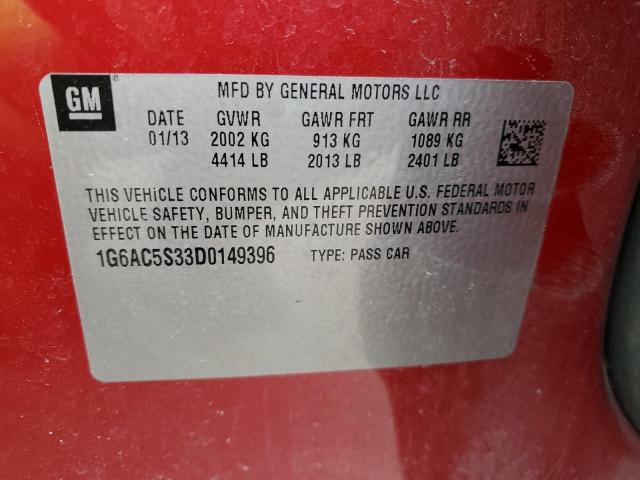 GM
MFD BY GENERAL MOTORS LLC
DATE GVWR GAWR FRT GAWR RR
01/13 2002 KG 913 KG 1089 KG
4414 LB 2013 LB 2401 LB
THIS VEHICLE CONFORMS TO ALL APPLICABLE U.S. FEDERAL MOTOR
VEHICLE SAFETY, BUMPER, AND THEFT PREVENTION STANDARDS IN
EFFECT ON THE DATE OF MANUFACTURE SHOWN ABOVE.
1G6AC5S33D0149396 TYPE: PASS CAR